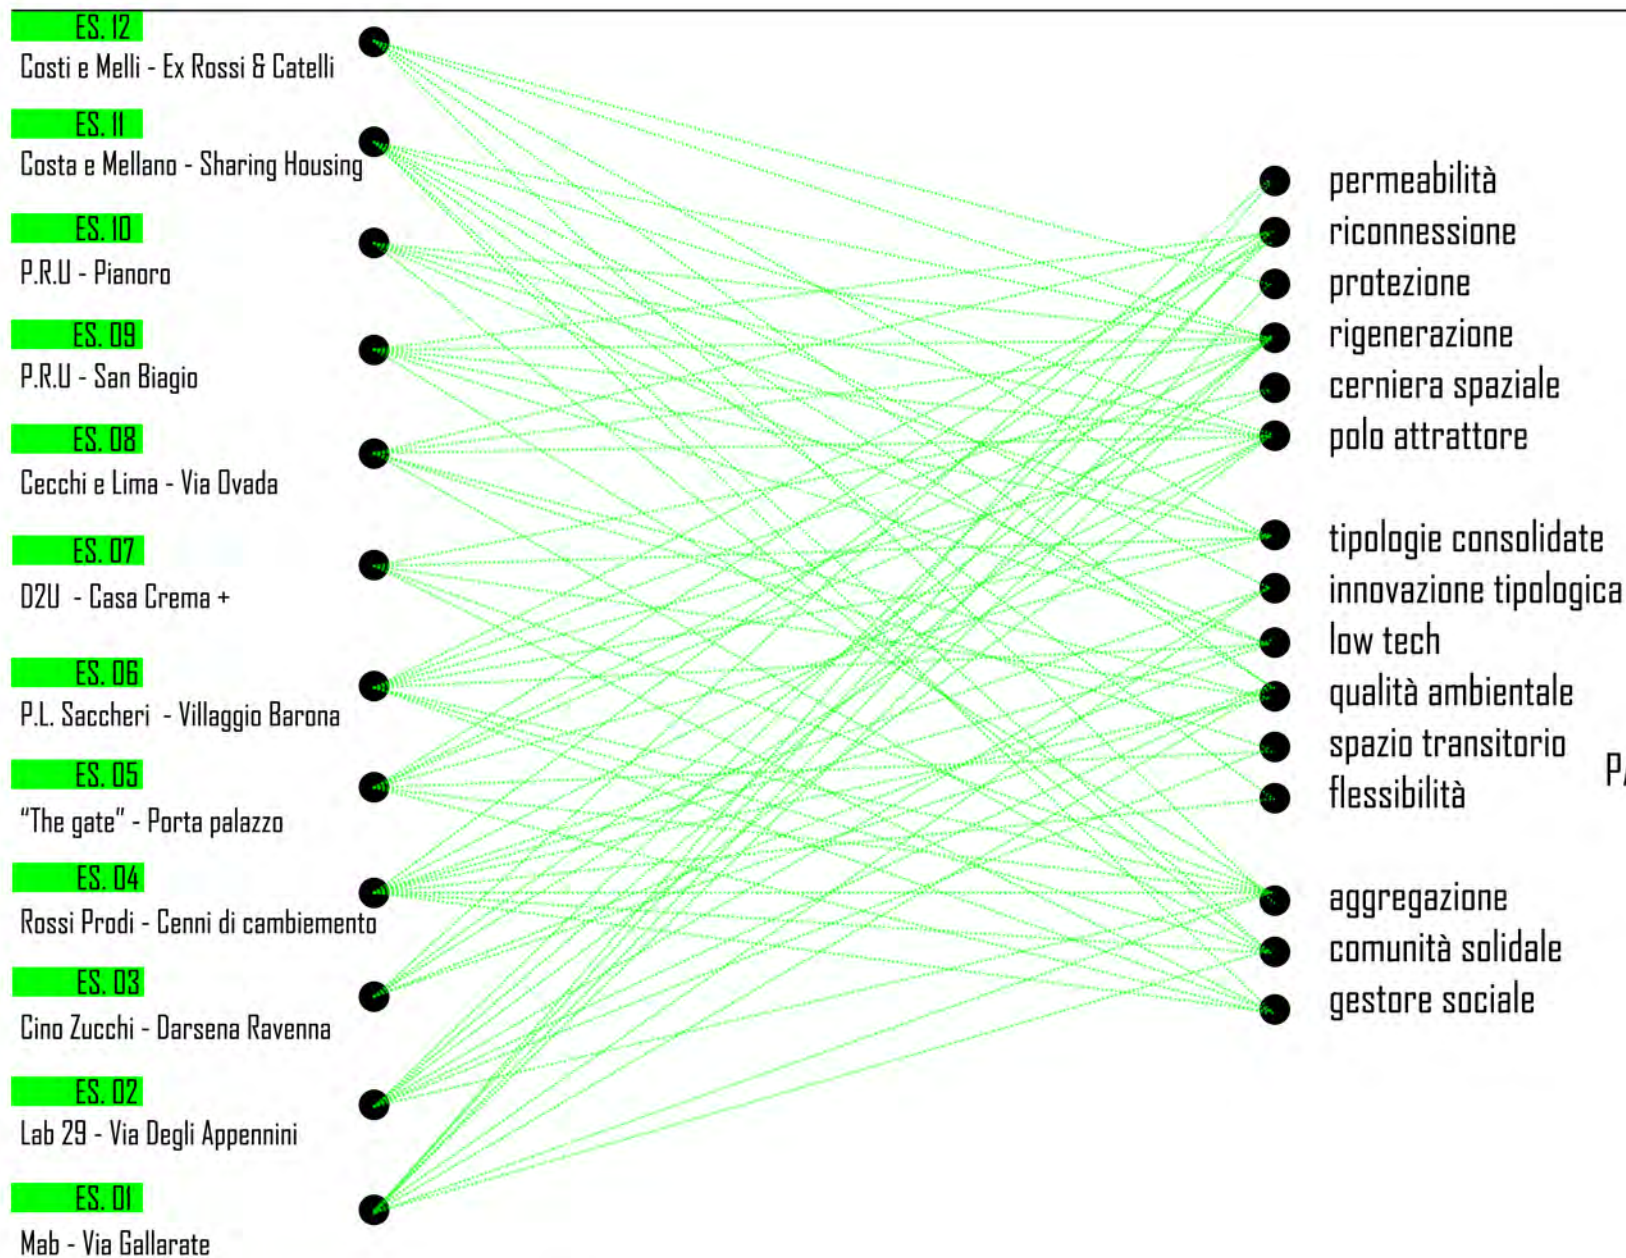 ES. 12
Costi e Melli - Ex Rossi & Catelli
ES. 11
Costa e Mellano - Sharing Housing
ES. 10
P.R.U - Pianoro
ES. 09
P.R.U - San Biagio
ES. 08
Cecchi e Lima - Via Ovada
ES. 07
D2U - Casa Crema +
ES. 06
P.L. Saccheri - Villaggio Barona
ES. 05
"The gate" - Porta palazzo
ES. 04
Rossi Prodi - Cenni di cambiemento
ES. 03
Cino Zucchi - Darsena Ravenna
ES. 02
Lab 29 - Via Degli Appennini
ES. 01
Mab - Via Gallarate
permeabilità
riconnessione
protezione
rigenerazione
cerniera spaziale
polo attrattore
tipologie consolidate
innovazione tipologica
low tech
qualità ambientale
spazio transitorio
flessibilità
aggregazione
comunità solidale
gestore sociale